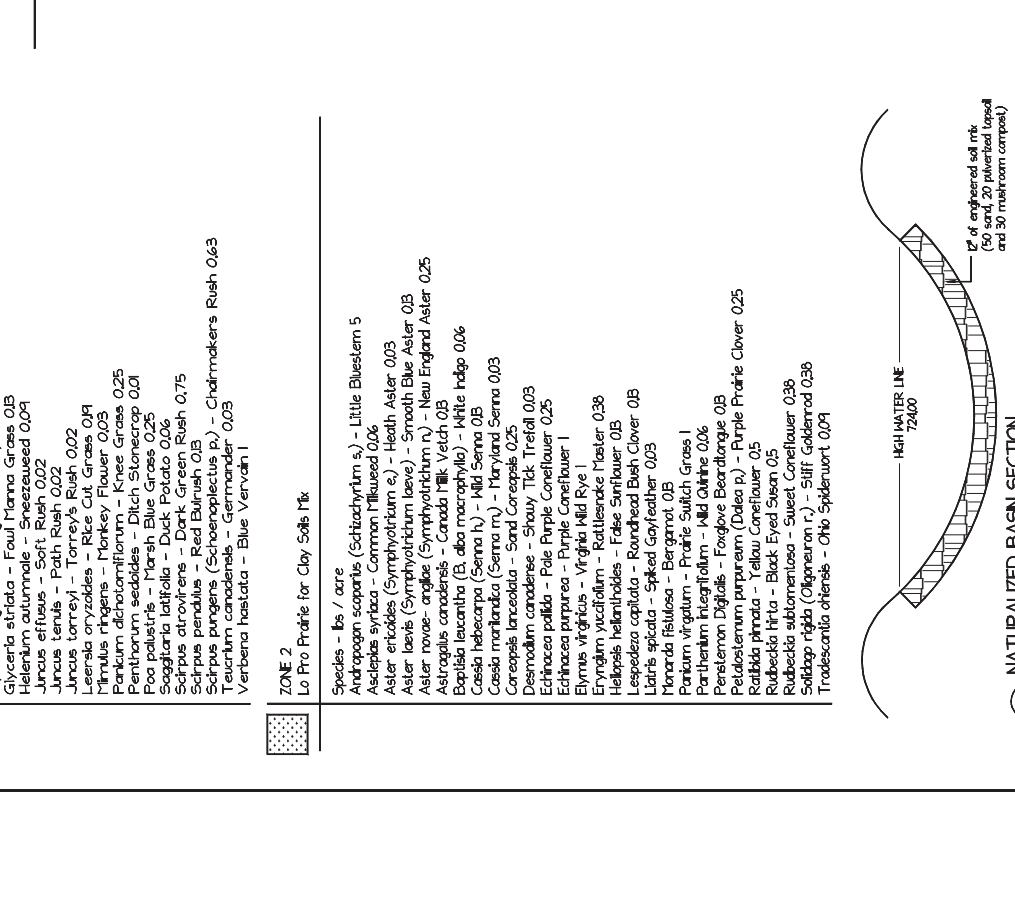 Glyceria striata - Fowl Manna Grass 0.13
Helenium autumnale - Sneezeweed 0.09
Juncus effusus - Soft Rush 0.02
Juncus tenuis - Path Rush 0.02
Juncus torreyi - Torrey's Rush 0.02
Leersia oryzoides - Rice Cut Grass 0.19
Mimulus ringens - Monkey Flower 0.03
Panicum dichotomiflorum - Knee Grass 0.25
Penthorum sedoides - Ditch Stonecrop 0.01
Poa palustris - Marsh Blue Grass 0.25
Saggitaria latifolia - Duck Potato 0.06
Scirpus atrovirens - Dark Green Rush 0.75
Scirpus pendulus - Red Bulrush 0.13
Scirpus pungens (Schoenoplectus p.) - Chairmakers Rush 0.63
Teucrium canadensis - Germander 0.03
Verbena hastata - Blue Vervain 1
ZONE 2
Lo Pro Prairie for Clay Soils Mix
Species - lbs / acre
Andropogon scoparius (Schizachyrium s.) - Little Bluestem 5
Asclepias syriaca - Common Milkweed 0.06
Aster ericoides (Symphyotricum e.) - Heath Aster 0.03
Aster laevis (Symphyotrichum laeve) - Smooth Blue Aster 0.13
Aster novae- angliae (Symphyotrichum n.) - New England Aster 0.25
Astragalus canadensis - Canada Milk Vetch 0.13
Baptisia leucantha (B. alba macrophylla) - White Indigo 0.06
Cassia hebecarpa (Senna h.) - Wild Senna 0.13
Cassia marilandica (Senna m.) - Maryland Senna 0.03
Coreopsis lanceolata - Sand Coreopsis 0.25
Desmodium canadense - Showy Tick Trefoil 0.03
Echinacea pallida - Pale Purple Coneflower 0.25
Echinacea purpurea - Purple Coneflower 1
Elymus virginicus - Virginia Wild Rye 1
Eryngium yuccifolium - Rattlesnake Master 0.38
Heliopsis helianthoides - False Sunflower 0.13
Lespedeza capitata - Roundhead Bush Clover 0.13
Liatris spicata - Spiked Gayfeather 0.03
Monarda fistulosa - Bergamot 0.13
Panicum virgatum - Prairie Switch Grass 1
Parthenium integrifolium - Wild Quinine 0.06
Penstemon Digitalis - Foxglove Beardtongue 0.13
Petalostemum purpureum (Dalea p.) - Purple Prairie Clover 0.25
Ratibida pinnata - Yellow Coneflower 0.5
Rudbeckia hirta - Black Eyed Susan 0.5
Rudbeckia subtomentosa - Sweet Coneflower 0.38
Solidago rigida (Oligoneuron r.) - Stiff Goldenrod 0.38
Tradescantia ohiensis - Ohio Spiderwort 0.09
HIGH WATER LINE
724.00
12" of engineered soil mix
(50 sand, 20 pulverized topsoil
and 30 mushroom compost)
NATURALIZED BASIN SECTION